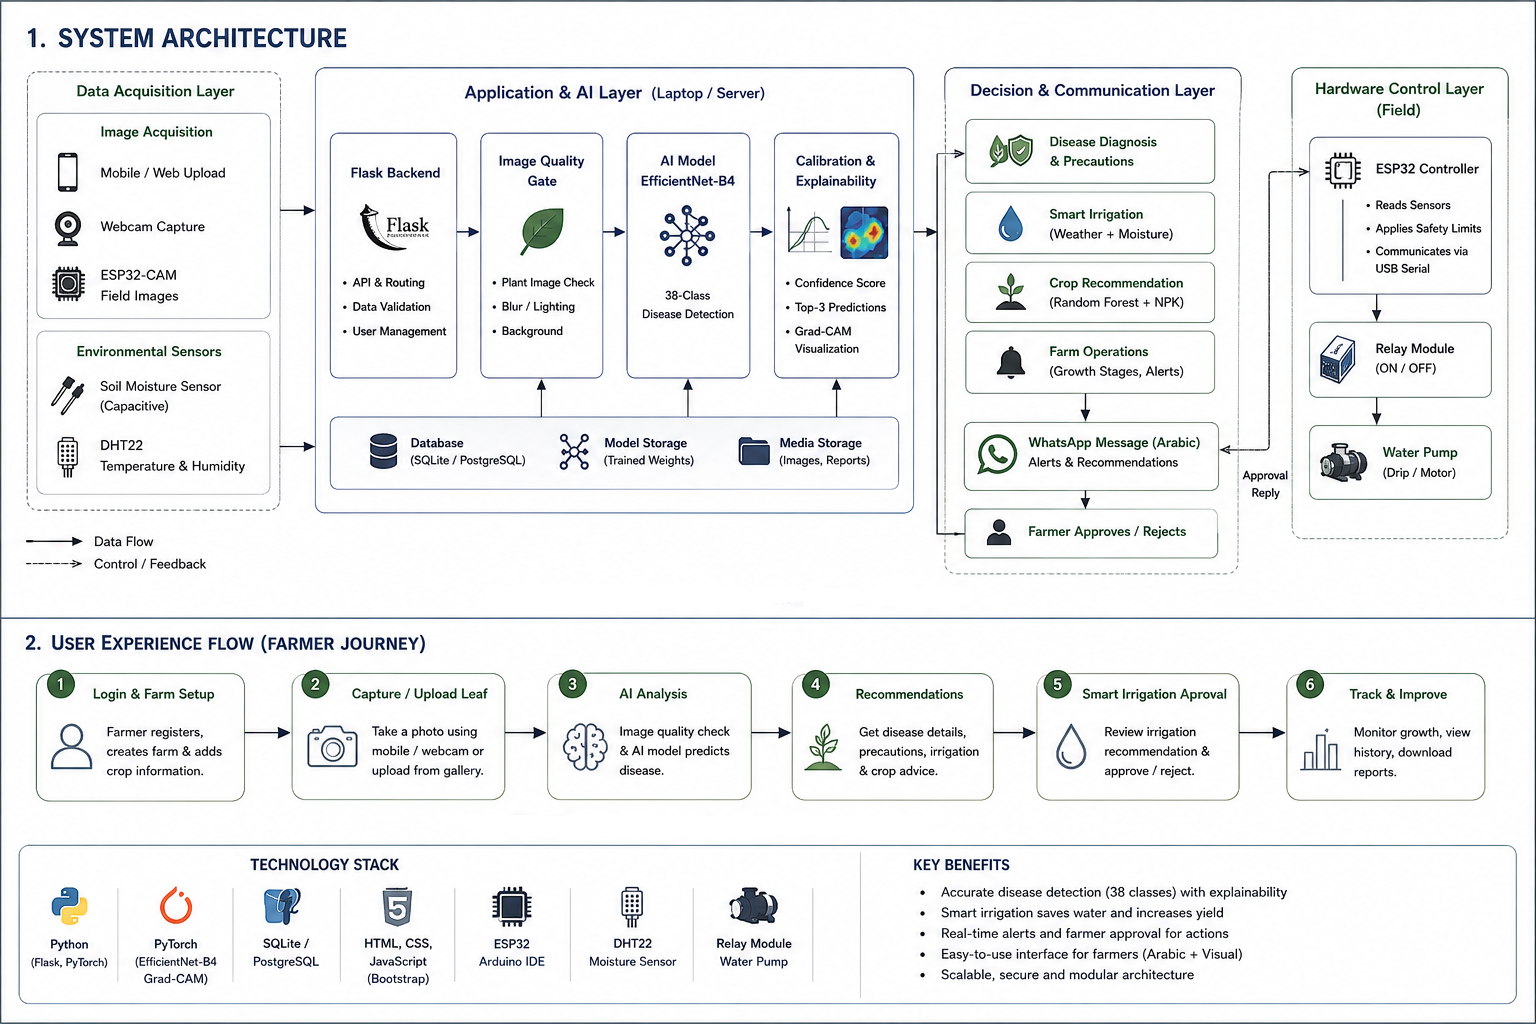 1. SYSTEM ARCHITECTURE
Data Acquisition Layer
Image Acquisition
Mobile / Web Upload
Webcam Capture
ESP32-CAM
Field Images
Environmental Sensors
Soil Moisture Sensor
(Capacitive)
DHT22
Temperature & Humidity
Data Flow
Control / Feedback
Application & AI Layer (Laptop / Server)
Flask Backend
Flask
• API & Routing
• Data Validation
• User Management
Image Quality
Gate
• Plant Image Check
• Blur / Lighting
• Background
AI Model
EfficientNet-B4
38-Class
Disease Detection
Calibration &
Explainability
• Confidence Score
• Top-3 Predictions
• Grad-CAM
Visualization
Database
(SQLite / PostgreSQL)
Model Storage
(Trained Weights)
Media Storage
(Images, Reports)
Decision & Communication Layer
Disease Diagnosis
& Precautions
Smart Irrigation
(Weather + Moisture)
Crop Recommendation
(Random Forest + NPK)
Farm Operations
(Growth Stages, Alerts)
WhatsApp Message (Arabic)
Alerts & Recommendations
Farmer Approves / Rejects
Approval
Reply
Hardware Control Layer
(Field)
ESP32 Controller
• Reads Sensors
• Applies Safety Limits
• Communicates via
USB Serial
Relay Module
(ON / OFF)
Water Pump
(Drip / Motor)
2. USER EXPERIENCE FLOW (FARMER JOURNEY)
1
Login & Farm Setup
Farmer registers,
creates farm & adds
crop information.
2
Capture / Upload Leaf
Take a photo using
mobile / webcam or
upload from gallery.
3
AI Analysis
Image quality check
& AI model predicts
disease.
4
Recommendations
Get disease details,
precautions, irrigation
& crop advice.
5
Smart Irrigation Aproval
Review irrigation
recommendation &
approve / reject.
6
Track & Improve
Monitor growth, view
history, download
reports.
TECHNOLOGY STACK
Python
(Flask, PyTorch)
PyTorch
(EfficientNet-B4
Grad-CAM)
SQLite /
PostgreSQL
5
HTML, CSS,
JavaScript
(Bootstrap)
ESP32
Arduino IDE
DHT22
Moisture Sensor
Relay Module
Water Pump
KEY BENEFITS
• Accurate disease detection (38 classes) with explainability
• Smart irrigation saves water and increases yield
• Real-time alerts and farmer approval for actions
• Easy-to-use interface for farmers (Arabic + Visual)
• Scalable, secure and modular architecture